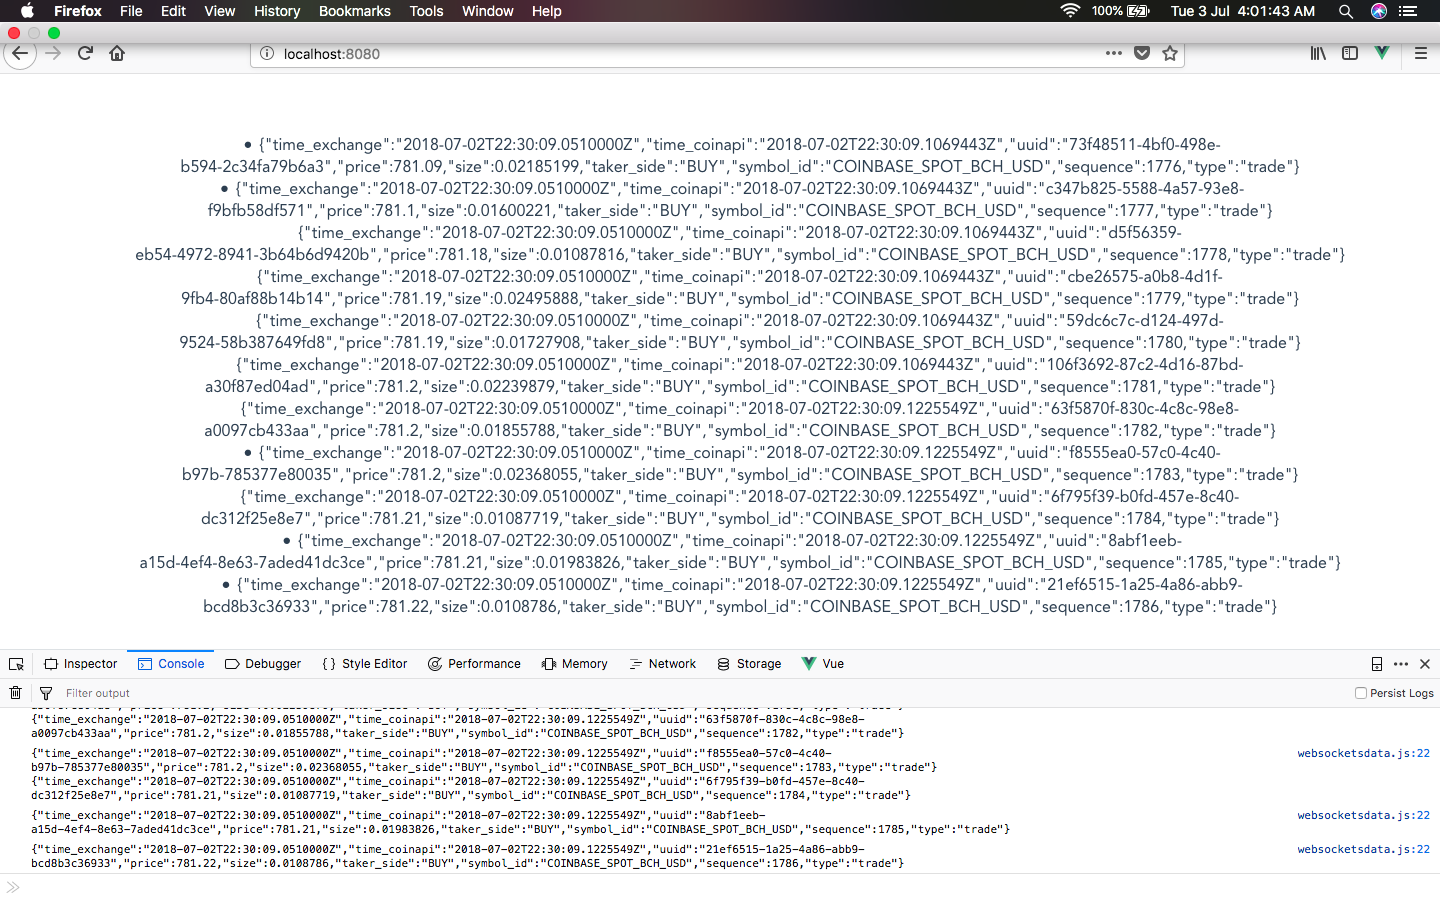 Firefox File Edit View History Bookmarks Tools Window Help 100% Tue 3 Jul 4:01:43 AM
localhost:8080
• {"time_exchange":"2018-07-02T22:30:09.0510000Z","time_coinapi":"2018-07-02T22:30:09.1069443Z","uuid":"73f48511-4bf0-498e-
b594-2c34fa79b6a3","price":781.09,"size":0.02185199,"taker_side":"BUY","symbol_id":"COINBASE_SPOT_BCH_USD","sequence":1776,"type":"trade"}
• {"time_exchange":"2018-07-02T22:30:09.0510000Z","time_coinapi":"2018-07-02T22:30:09.1069443Z","uuid":"c347b825-5588-4a57-93e8-
f9bfb58df571","price":781.1,"size":0.01600221,"taker_side":"BUY","symbol_id":"COINBASE_SPOT_BCH_USD","sequence":1777,"type":"trade"}
{"time_exchange":"2018-07-02T22:30:09.0510000Z","time_coinapi":"2018-07-02T22:30:09.1069443Z","uuid":"d5f56359-
eb54-4972-8941-3b64b6d9420b","price":781.18,"size":0.01087816,"taker_side":"BUY","symbol_id":"COINBASE_SPOT_BCH_USD","sequence":1778,"type":"trade"}
{"time_exchange":"2018-07-02T22:30:09.0510000Z","time_coinapi":"2018-07-02T22:30:09.1069443Z","uuid":"cbe26575-a0b8-4d1f-
9fb4-80af88b14b14","price":781.19,"size":0.02495888,"taker_side":"BUY","symbol_id":"COINBASE_SPOT_BCH_USD","sequence":1779,"type":"trade"}
{"time_exchange":"2018-07-02T22:30:09.0510000Z","time_coinapi":"2018-07-02T22:30:09.1069443Z","uuid":"59dc6c7c-d124-497d-
9524-58b387649fd8","price":781.19,"size":0.01727908,"taker_side":"BUY","symbol_id":"COINBASE_SPOT_BCH_USD","sequence":1780,"type":"trade"}
{"time_exchange":"2018-07-02T22:30:09.0510000Z","time_coinapi":"2018-07-02T22:30:09.1069443Z","uuid":"106f3692-87c2-4d16-87bd-
a30f87ed04ad","price":781.2,"size":0.02239879,"taker_side":"BUY","symbol_id":"COINBASE_SPOT_BCH_USD","sequence":1781,"type":"trade"}
{"time_exchange":"2018-07-02T22:30:09.0510000Z","time_coinapi":"2018-07-02T22:30:09.1225549Z","uuid":"63f5870f-830c-4c8c-98e8-
a0097cb433aa","price":781.2,"size":0.01855788,"taker_side":"BUY","symbol_id":"COINBASE_SPOT_BCH_USD","sequence":1782,"type":"trade"}
• {"time_exchange":"2018-07-02T22:30:09.0510000Z","time_coinapi":"2018-07-02T22:30:09.1225549Z","uuid":"f8555ea0-57c0-4c40-
b97b-785377e80035","price":781.2,"size":0.02368055,"taker_side":"BUY","symbol_id":"COINBASE_SPOT_BCH_USD","sequence":1783,"type":"trade"}
{"time_exchange":"2018-07-02T22:30:09.0510000Z","time_coinapi":"2018-07-02T22:30:09.1225549Z","uuid":"6f795f39-b0fd-457e-8c40-
dc312f25e8e7","price":781.21,"size":0.01087719,"taker_side":"BUY","symbol_id":"COINBASE_SPOT_BCH_USD","sequence":1784,"type":"trade"}
• {"time_exchange":"2018-07-02T22:30:09.0510000Z","time_coinapi":"2018-07-02T22:30:09.1225549Z","uuid":"8abf1eeb-
a15d-4ef4-8e63-7aded41dc3ce","price":781.21,"size":0.01983826,"taker_side":"BUY","symbol_id":"COINBASE_SPOT_BCH_USD","sequence":1785,"type":"trade"}
• {"time_exchange":"2018-07-02T22:30:09.0510000Z","time_coinapi":"2018-07-02T22:30:09.1225549Z","uuid":"21ef6515-1a25-4a86-abb9-
bcd8b3c36933","price":781.22,"size":0.0108786,"taker_side":"BUY","symbol_id":"COINBASE_SPOT_BCH_USD","sequence":1786,"type":"trade"}
Inspector Console Debugger { } Style Editor Performance Memory Network Storage Vue
Filter output Persist Logs
{"time_exchange":"2018-07-02T22:30:09.0510000Z","time_coinapi":"2018-07-02T22:30:09.1225549Z","uuid":"63f5870f-830c-4c8c-98e8-
a0097cb433aa","price":781.2,"size":0.01855788,"taker_side":"BUY","symbol_id":"COINBASE_SPOT_BCH_USD","sequence":1782,"type":"trade"}
{"time_exchange":"2018-07-02T22:30:09.0510000Z","time_coinapi":"2018-07-02T22:30:09.1225549Z","uuid":"f8555ea0-57c0-4c40- websocketsdata.js:22
b97b-785377e80035","price":781.2,"size":0.02368055,"taker_side":"BUY","symbol_id":"COINBASE_SPOT_BCH_USD","sequence":1783,"type":"trade"}
{"time_exchange":"2018-07-02T22:30:09.0510000Z","time_coinapi":"2018-07-02T22:30:09.1225549Z","uuid":"6f795f39-b0fd-457e-8c40-
dc312f25e8e7","price":781.21,"size":0.01087719,"taker_side":"BUY","symbol_id":"COINBASE_SPOT_BCH_USD","sequence":1784,"type":"trade"}
{"time_exchange":"2018-07-02T22:30:09.0510000Z","time_coinapi":"2018-07-02T22:30:09.1225549Z","uuid":"8abf1eeb- websocketsdata.js:22
a15d-4ef4-8e63-7aded41dc3ce","price":781.21,"size":0.01983826,"taker_side":"BUY","symbol_id":"COINBASE_SPOT_BCH_USD","sequence":1785,"type":"trade"}
{"time_exchange":"2018-07-02T22:30:09.0510000Z","time_coinapi":"2018-07-02T22:30:09.1225549Z","uuid":"21ef6515-1a25-4a86-abb9- websocketsdata.js:22
bcd8b3c36933","price":781.22,"size":0.0108786,"taker_side":"BUY","symbol_id":"COINBASE_SPOT_BCH_USD","sequence":1786,"type":"trade"}